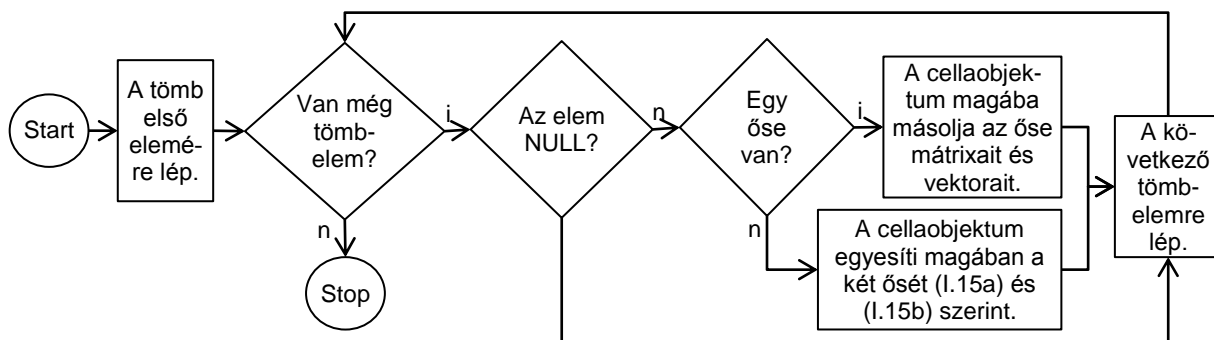 Start
A tömb
első
elemé-
re lép.
Van még
tömb-
elem?
i
n
Stop
Az elem
NULL?
n
Egy
őse
van?
i
n
A cellaobjek-
tum magába
másolja az őse
mátrixait és
vektorait.
A cellaobjektum
egyesíti magában a
két ősét (I.15a) és
(I.15b) szerint.
A kö-
vetkező
tömb-
elemre
lép.